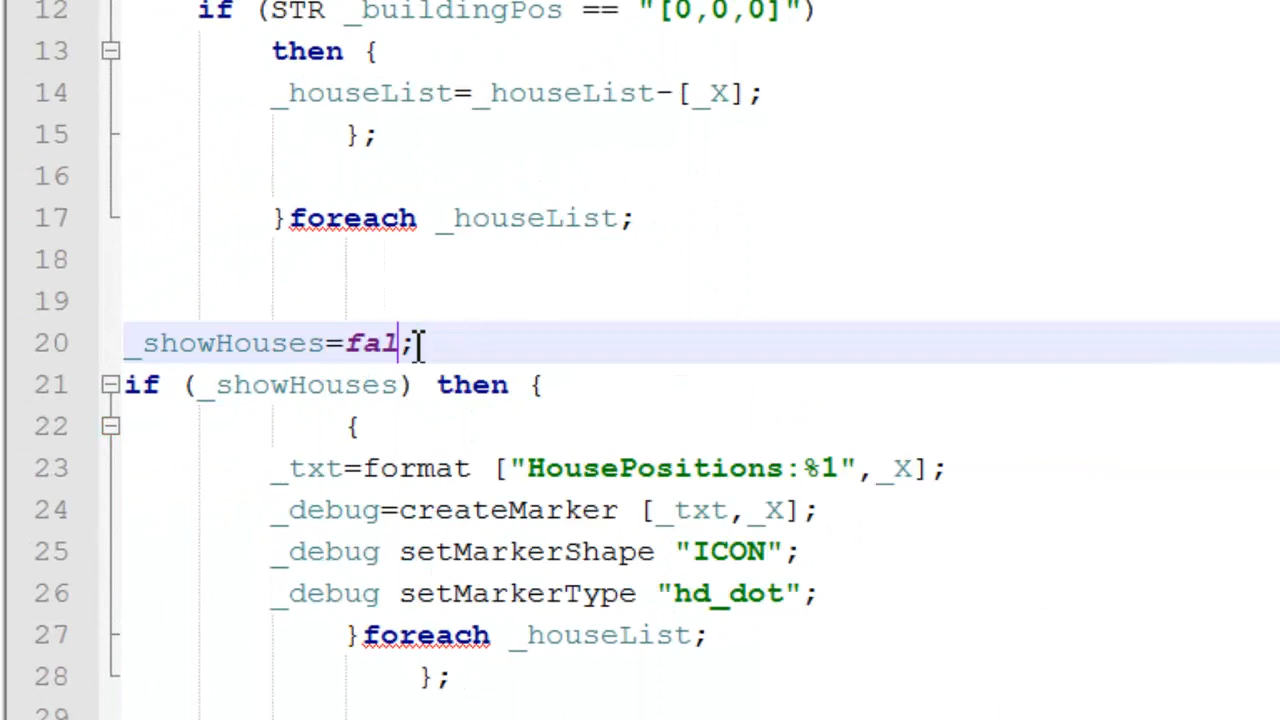 12 if (STR _buildingPos == "[0,0,0]")
13 then {
14 _houseList=_houseList-[_X];
15 };
16
17 }foreach _houseList;
18
19
20 _showHouses=fal;
21 if (_showHouses) then {
22 {
23 _txt=format ["HousePositions:%1",_X];
24 _debug=createMarker [_txt,_X];
25 _debug setMarkerShape "ICON";
26 _debug setMarkerType "hd_dot";
27 }foreach _houseList;
28 };
29